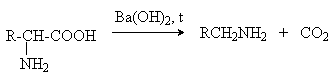 Ba(OH)2, t
R-CH-COOH → RCH2NH2 + CO2
NH2